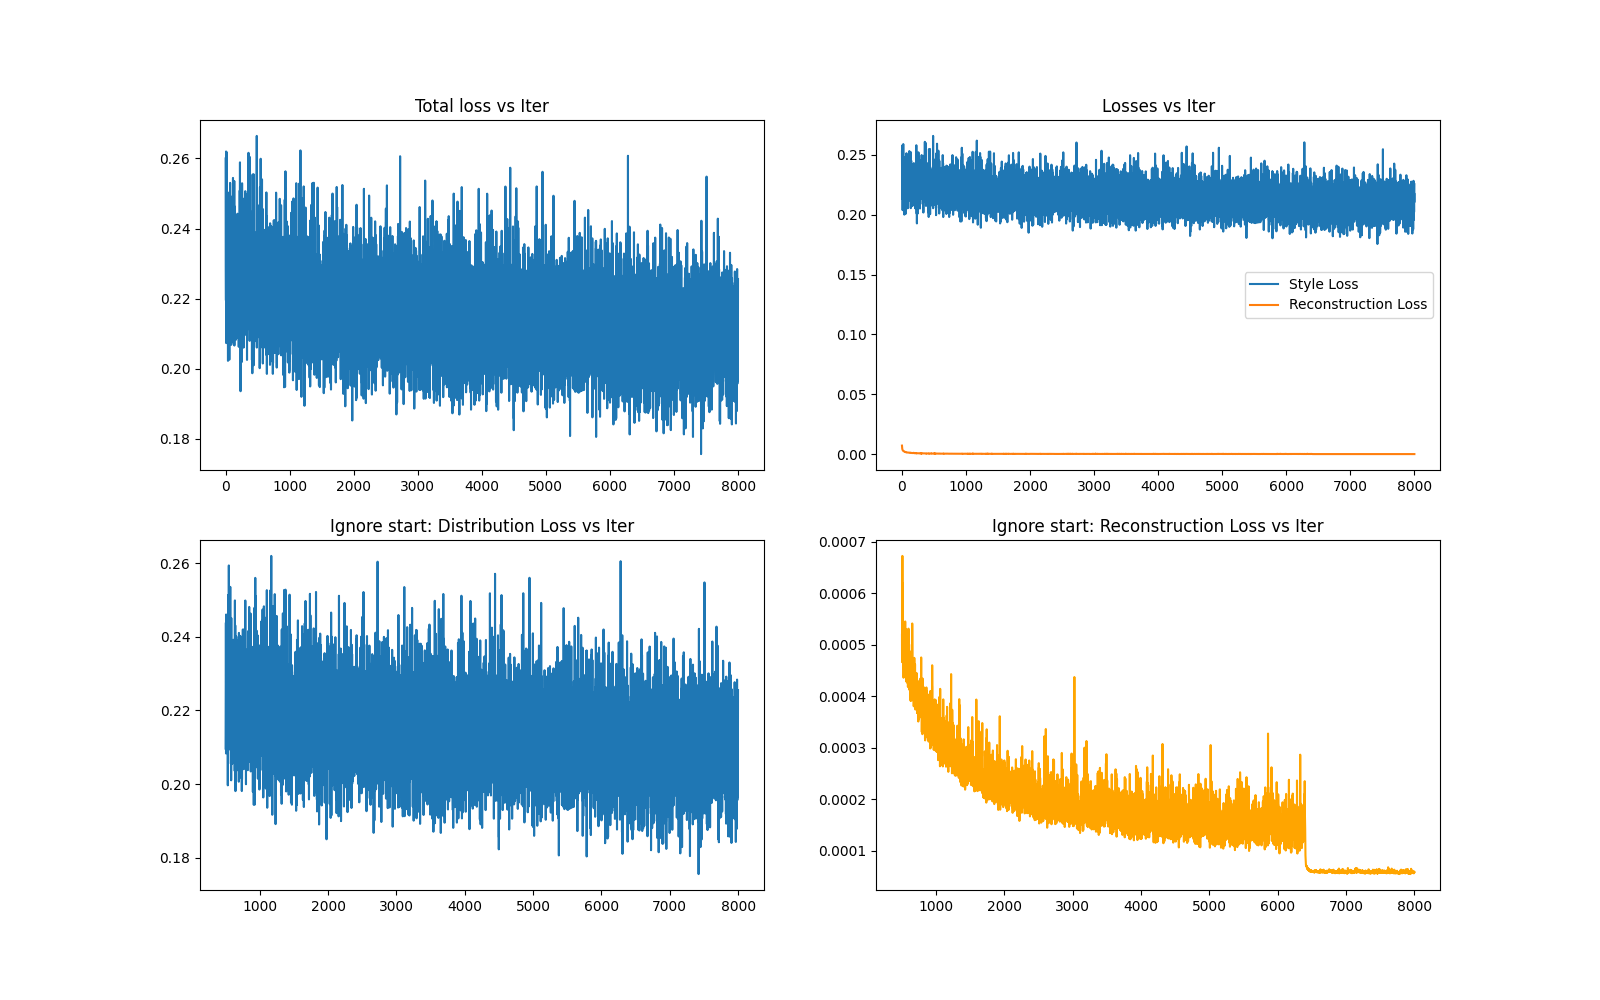 Total loss vs Iter
0.26
0.24
0.22
0.20
0.18
0 1000 2000 3000 4000 5000 6000 7000 8000
Losses vs Iter
0.25
0.20
0.15
0.10
0.05
0.00
Style Loss
Reconstruction Loss
0 1000 2000 3000 4000 5000 6000 7000 8000
Ignore start: Distribution Loss vs Iter
0.26
0.24
0.22
0.20
0.18
1000 2000 3000 4000 5000 6000 7000 8000
Ignore start: Reconstruction Loss vs Iter
0.0007
0.0006
0.0005
0.0004
0.0003
0.0002
0.0001
1000 2000 3000 4000 5000 6000 7000 8000